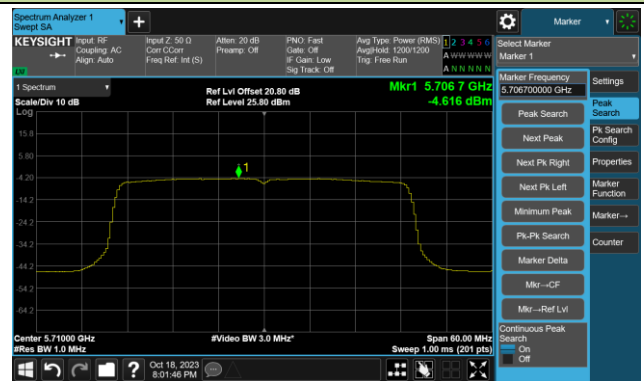 Spectrum Analyzer 1
Swept SA
Marker
KEYSIGHT
Input: RF
Coupling: AC
Align: Auto
Input Z: 50 Ω
Corr CCorr
Freq Ref: Int (S)
Atten: 20 dB
Preamp: Off
PNO: Fast
Gate: Off
IF Gain: Low
Sig Track: Off
Avg Type: Power (RMS)
Avg|Hold: 1200/1200
Trig: Free Run
1 2 3 4 5 6
A W W W W W
A N N N N N
Select Marker
Marker 1
1 Spectrum
Scale/Div 10 dB
Log
Ref Lvl Offset 20.80 dB
Ref Level 25.80 dBm
Mkr1 5.706 7 GHz
-4.616 dBm
15.8
5.80
-4.20
-14.2
-24.2
-34.2
-44.2
-54.2
-64.2
1
Center 5.71000 GHz
#Res BW 1.0 MHz
#Video BW 3.0 MHz*
Span 60.00 MHz
Sweep 1.00 ms (201 pts)
Marker Frequency
5.706700000 GHz
Peak Search
Next Peak
Next Pk Right
Next Pk Left
Minimum Peak
Pk-Pk Search
Marker Delta
Mkr→CF
Mkr→Ref Lvl
Continuous Peak
Search
On
Off
Settings
Peak
Search
Pk Search
Config
Properties
Marker
Function
Marker→
Counter
?
Oct 18, 2023
8:01:46 PM